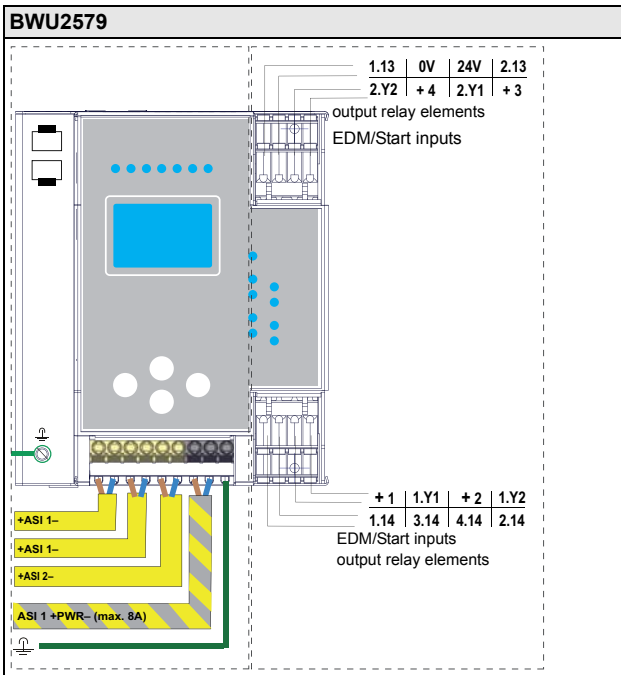 BWU2579
1.13 0V 24V 2.13
2.Y2 + 4 2.Y1 + 3
output relay elements
EDM/Start inputs
+ 1 1.Y1 + 2 1.Y2
1.14 3.14 4.14 2.14
EDM/Start inputs
output relay elements
+ASI 1–
+ASI 1–
+ASI 2–
ASI 1 +PWR– (max. 8A)